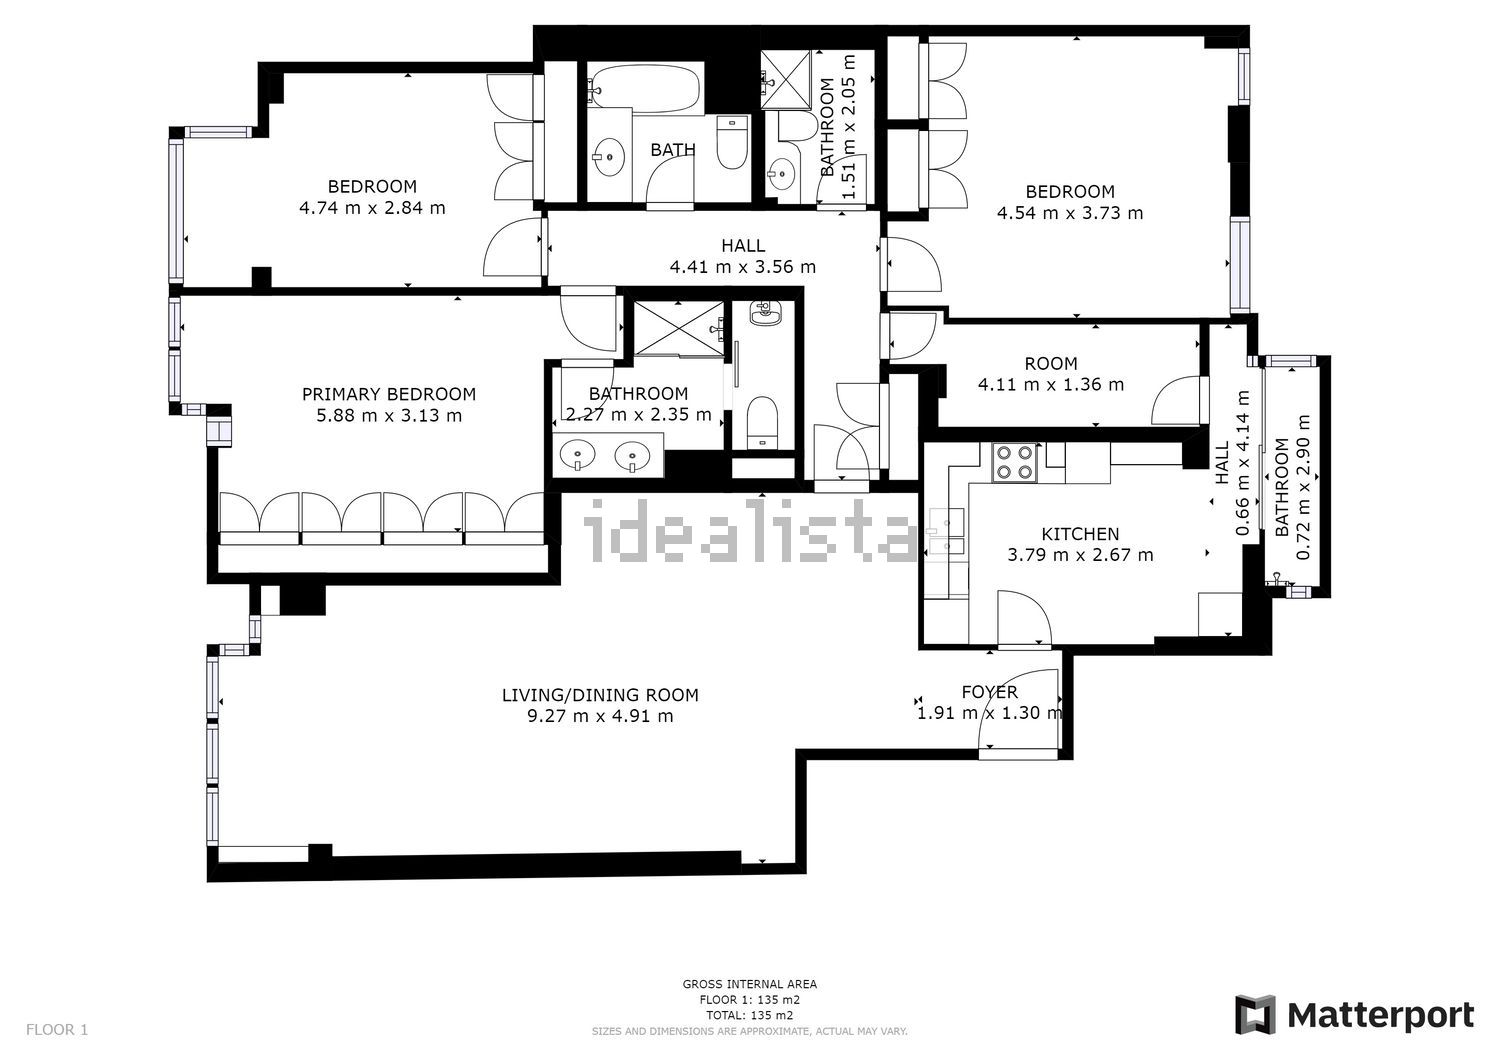 BATH
BATHROOM
1.51 m x 2.05 m
BEDROOM
4.74 m x 2.84 m
BEDROOM
4.54 m x 3.73 m
HALL
4.41 m x 3.56 m
ROOM
4.11 m x 1.36 m
PRIMARY BEDROOM
5.88 m x 3.13 m
BATHROOM
2.27 m x 2.35 m
HALL
0.66 m x 4.14 m
BATHROOM
0.72 m x 2.90 m
idealista
KITCHEN
3.79 m x 2.67 m
LIVING/DINING ROOM
9.27 m x 4.91 m
FOYER
1.91 m x 1.30 m
GROSS INTERNAL AREA
FLOOR 1: 135 m2
TOTAL: 135 m2
SIZES AND DIMENSIONS ARE APPROXIMATE, ACTUAL MAY VARY.
FLOOR 1
Matterport